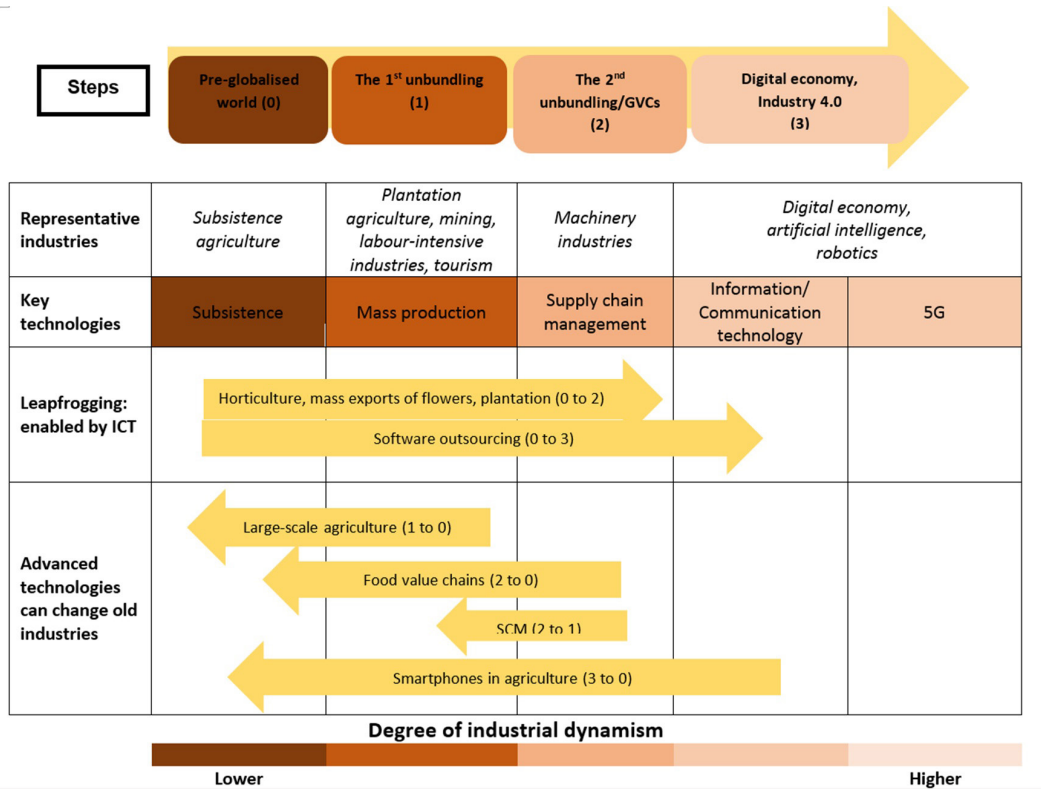 Steps
Pre-globalised
world (0)
The 1st unbundling
(1)
The 2nd
unbundling/GVCs
(2)
Digital economy,
Industry 4.0
(3)
Representative
industries
Subsistence
agriculture
Plantation
agriculture, mining,
labour-intensive
industries, tourism
Machinery
industries
Digital economy,
artificial intelligence,
robotics
Key
technologies
Subsistence
Mass production
Supply chain
management
Information/
Communication
technology
5G
Leapfrogging:
enabled by ICT
Horticulture, mass exports of flowers, plantation (0 to 2)
Software outsourcing (0 to 3)
Advanced
technologies
can change old
industries
Large-scale agriculture (1 to 0)
Food value chains (2 to 0)
SCM (2 to 1)
Smartphones in agriculture (3 to 0)
Degree of industrial dynamism
Lower
Higher